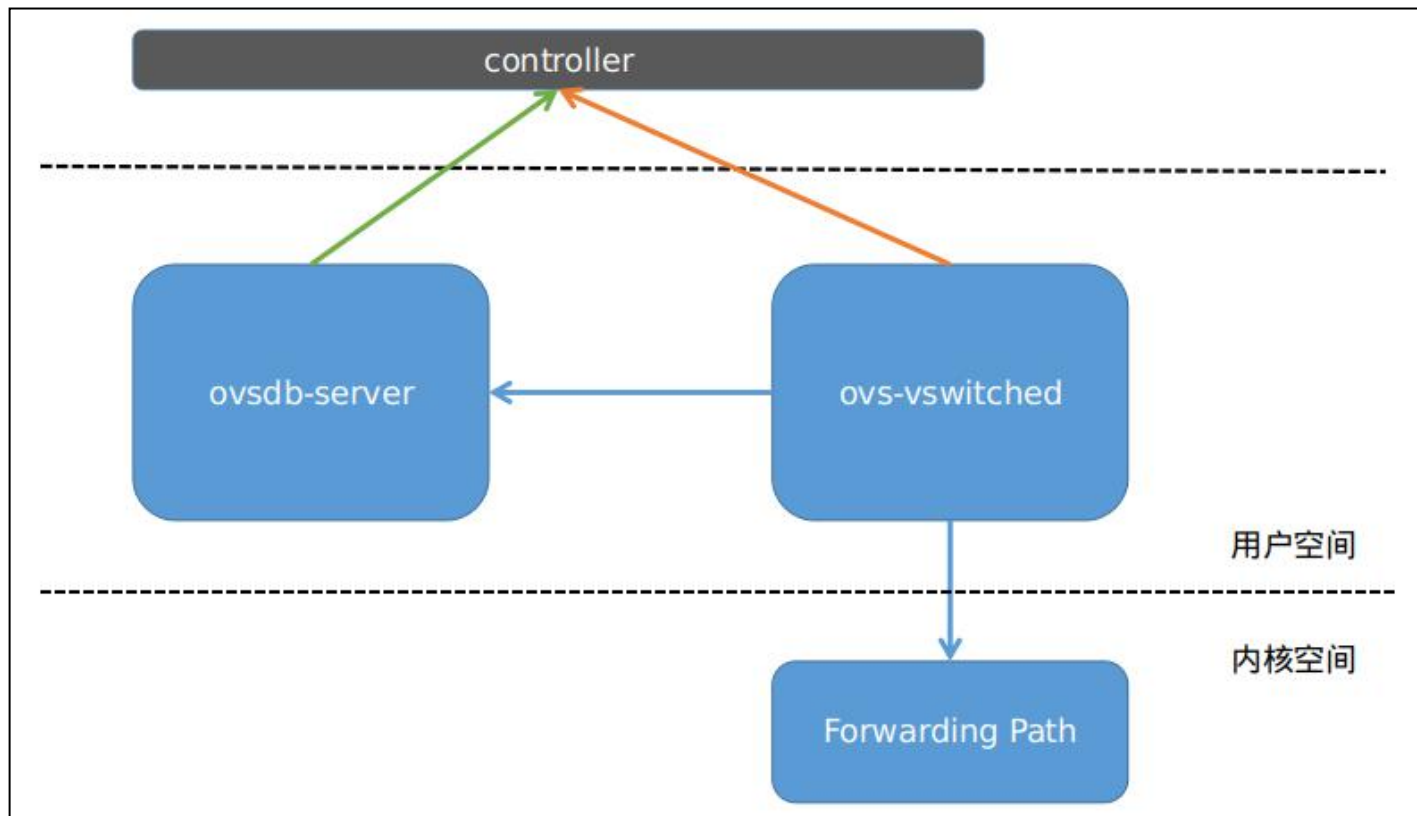 controller
ovsdb-server
ovs-vswitched
用户空间
内核空间
Forwarding Path